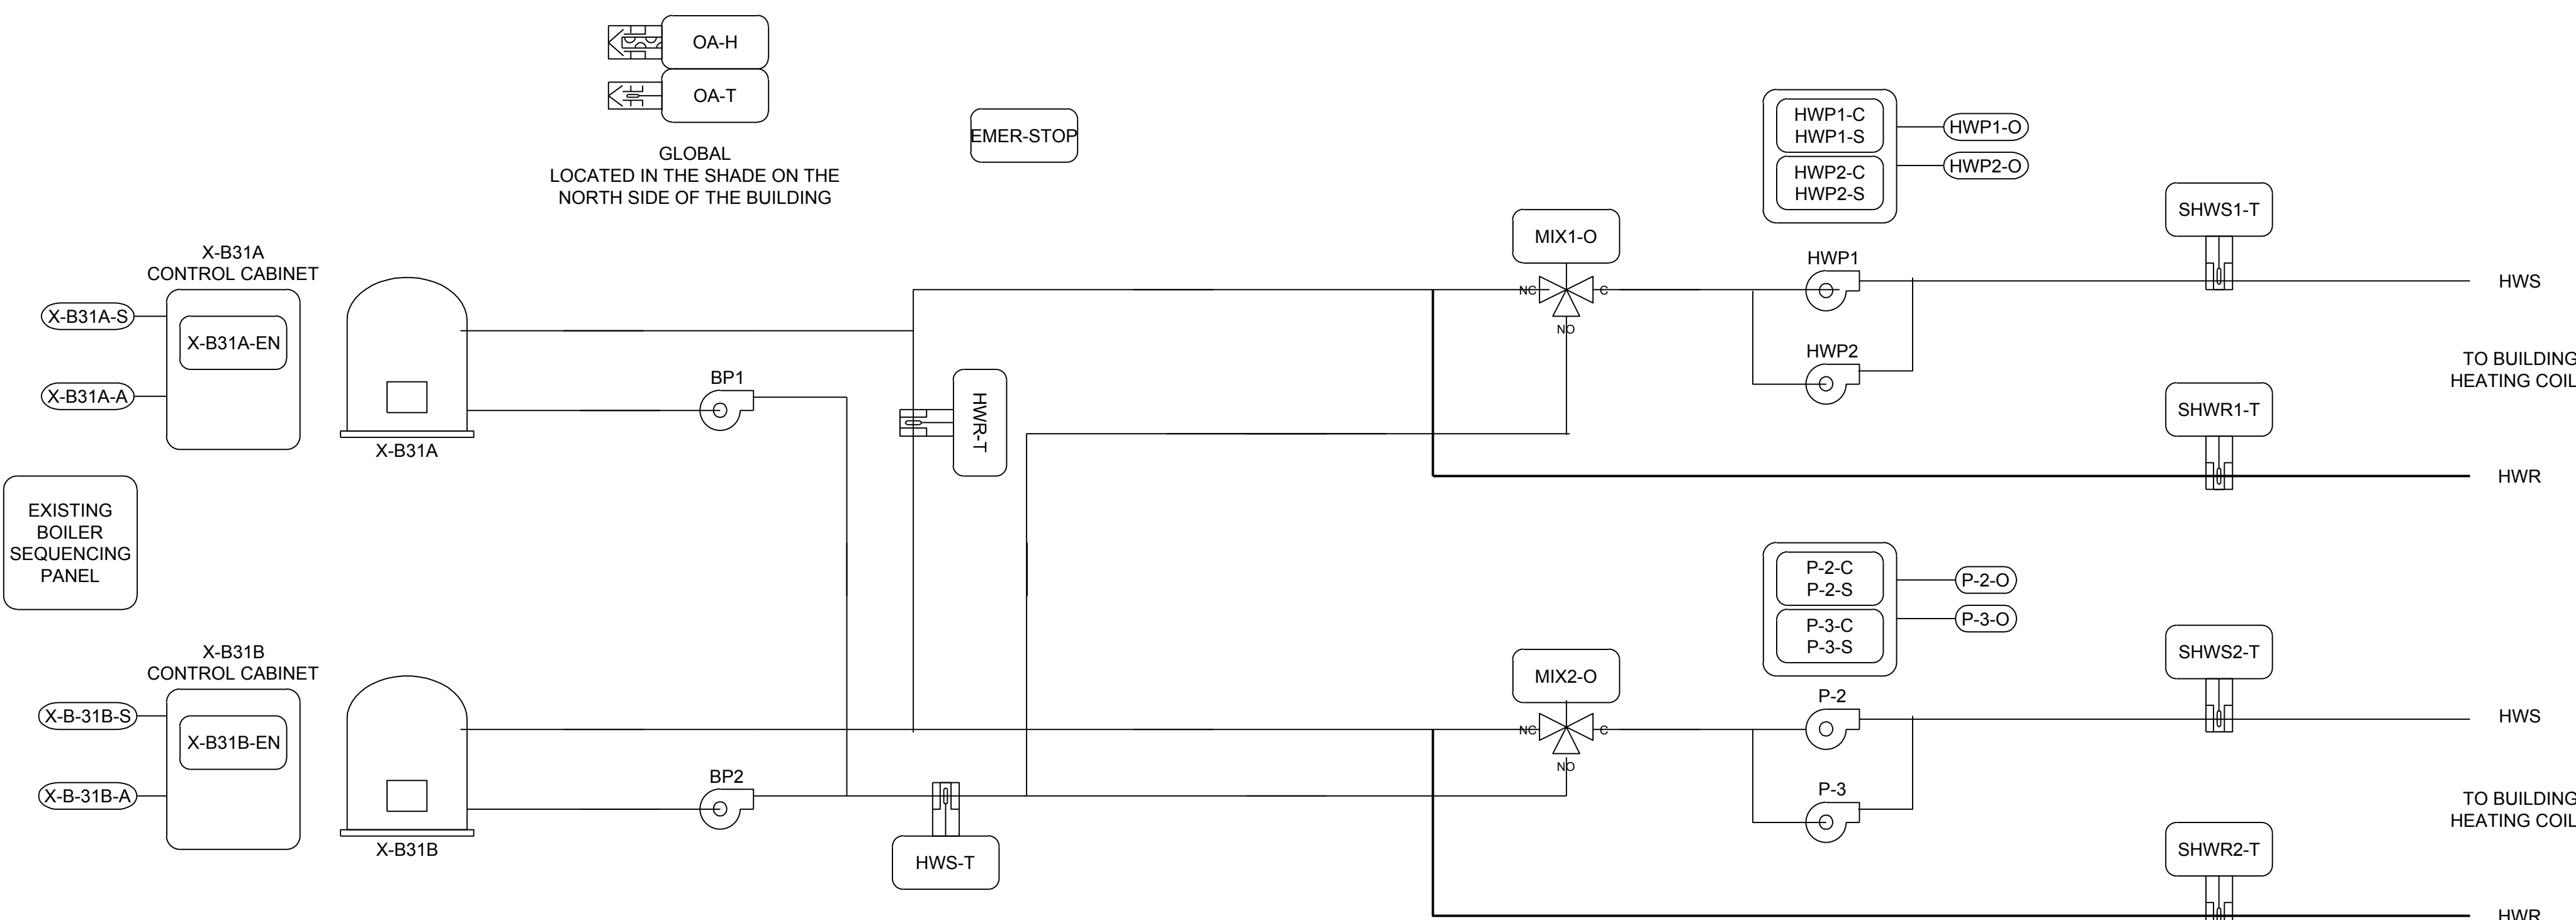 OA-H
OA-T
GLOBAL
LOCATED IN THE SHADE ON THE
NORTH SIDE OF THE BUILDING
EMER-STOP
HWP1-C
HWP1-S
HWP2-C
HWP2-S
HWP1-O
HWP2-O
SHWS1-T
MIX1-O
NC
C
NO
HWP1
HWP2
HWS
TO BUILDING
HEATING COIL
SHWR1-T
HWR
X-B31A
CONTROL CABINET
X-B31A-S
X-B31A-EN
X-B31A-A
X-B31A
BP1
HWR-T
EXISTING
BOILER
SEQUENCING
PANEL
P-2-C
P-2-S
P-3-C
P-3-S
P-2-O
P-3-O
SHWS2-T
MIX2-O
NC
C
NO
P-2
P-3
HWS
TO BUILDING
HEATING COIL
SHWR2-T
HWR
X-B31B
CONTROL CABINET
X-B-31B-S
X-B31B-EN
X-B-31B-A
X-B31B
BP2
HWS-T